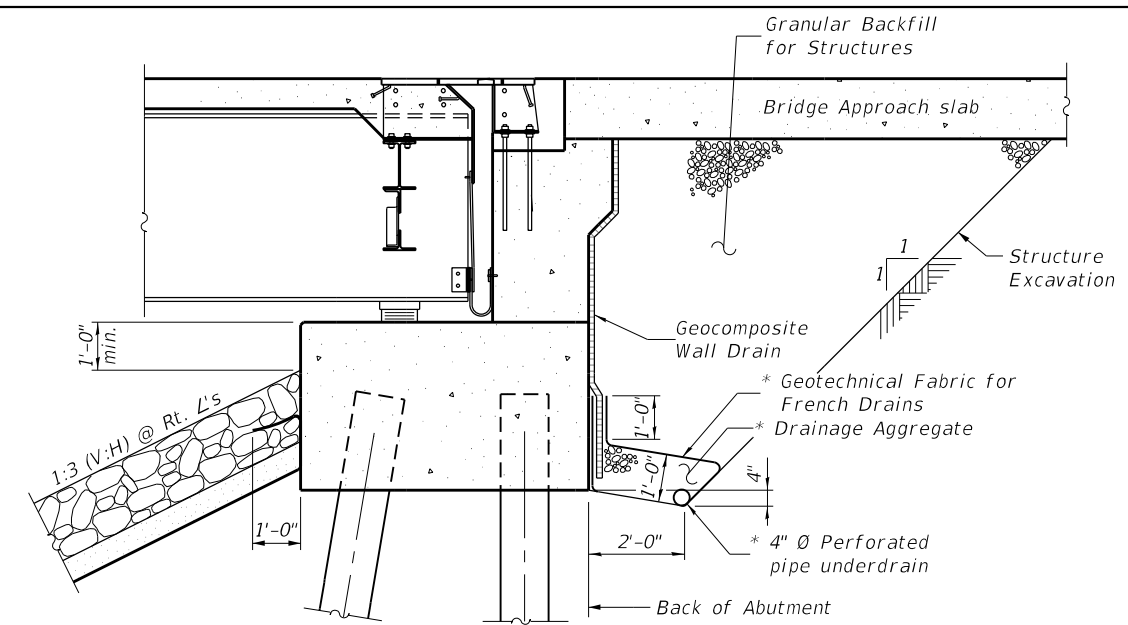 Granular Backfill
for Structures
Bridge Approach slab
1
1
Structure
Excavation
1'-0"
min.
Geocomposite
Wall Drain
* Geotechnical Fabric for
French Drains
1:3 (V:H) @ Rt. ∠'s
1'-0"
* Drainage Aggregate
1'-0"
4"
1'-0"
2'-0"
* 4" Ø Perforated
pipe underdrain
Back of Abutment